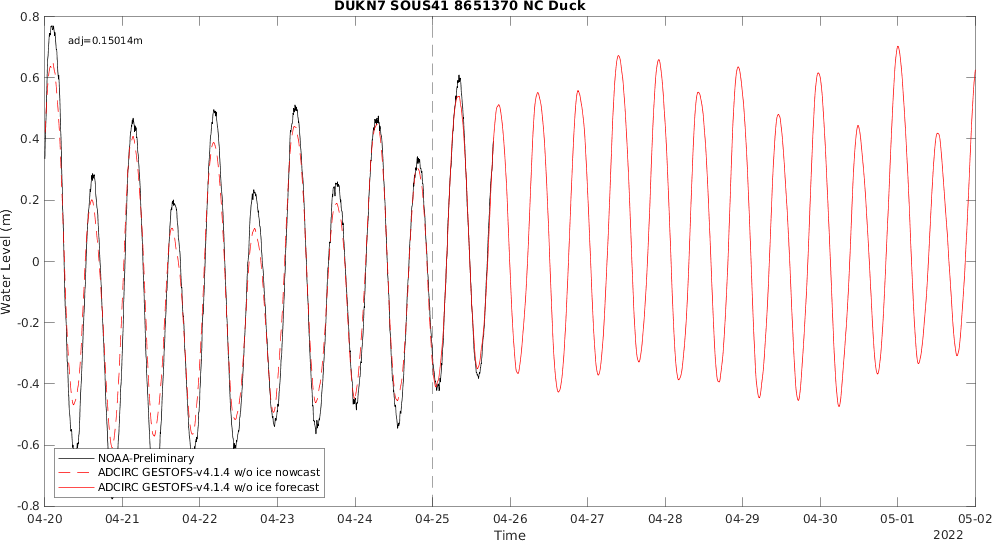 DUKN7 SOUS41 8651370 NC Duck
adj=0.15014m
0.8
0.6
0.4
0.2
0
-0.2
-0.4
-0.6
-0.8
Water Level (m)
NOAA-Preliminary
ADCIRC GESTOFS-v4.1.4 w/o ice nowcast
ADCIRC GESTOFS-v4.1.4 w/o ice forecast
04-20 04-21 04-22 04-23 04-24 04-25 04-26 04-27 04-28 04-29 04-30 05-01 05-02
Time
2022